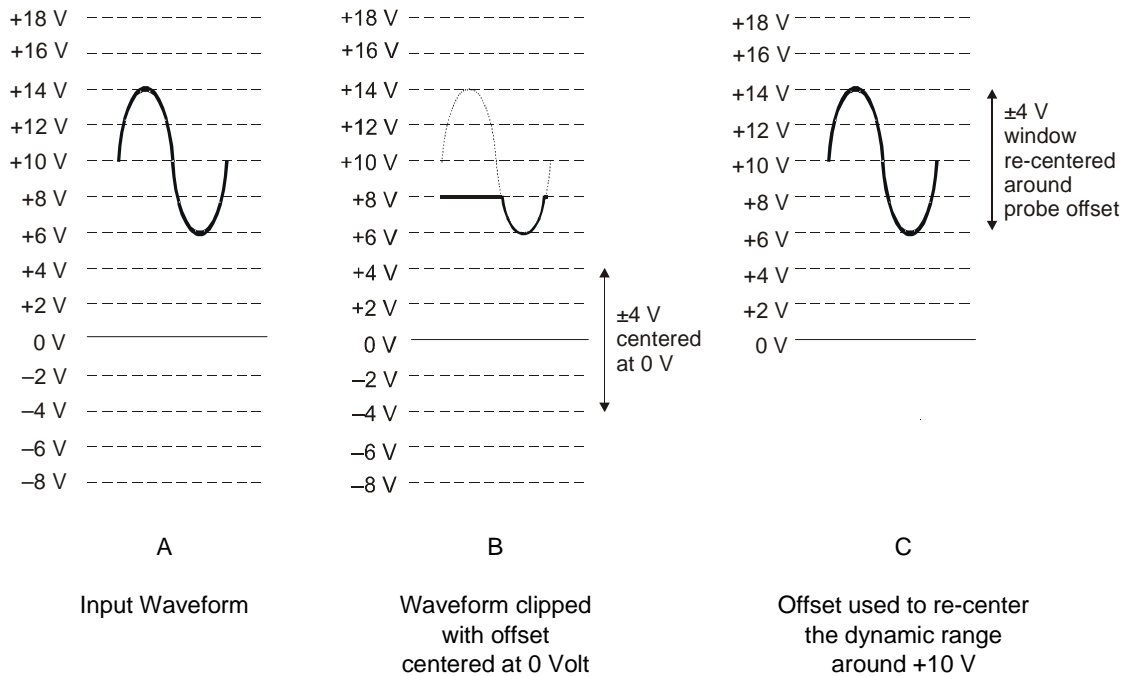 +18 V
+16 V
+14 V
+12 V
+10 V
+8 V
+6 V
+4 V
+2 V
0 V
–2 V
–4 V
–6 V
–8 V
A
Input Waveform
+18 V
+16 V
+14 V
+12 V
+10 V
+8 V
+6 V
+4 V
+2 V
0 V
–2 V
–4 V
–6 V
–8 V
±4 V
centered
at 0 V
B
Waveform clipped
with offset
centered at 0 Volt
+18 V
+16 V
+14 V
+12 V
+10 V
+8 V
+6 V
+4 V
+2 V
0 V
±4 V
window
re-centered
around
probe offset
C
Offset used to re-center
the dynamic range
around +10 V